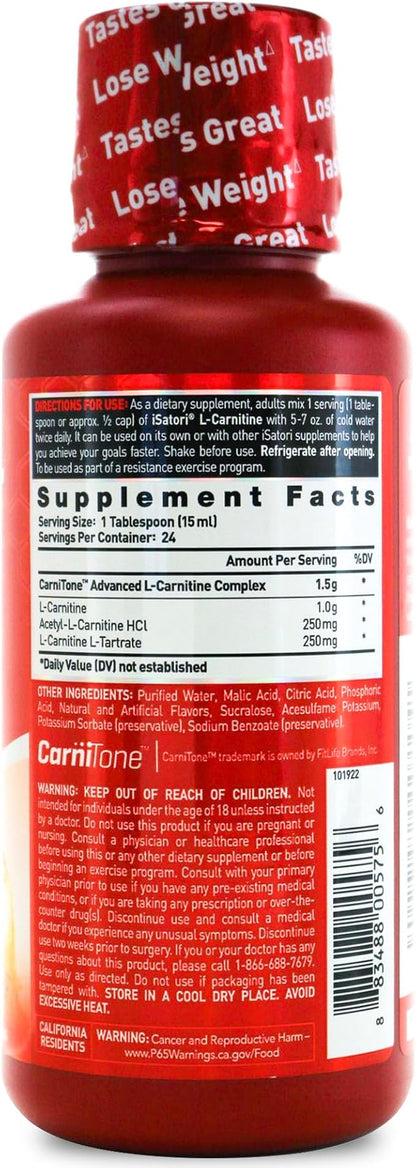 Tastes Great
Lose Weight△
Tastes Great
Lose Weight△
Great
DIRECTIONS FOR USE: As a dietary supplement, adults mix 1 serving (1 table-
spoon or approx. ½ cap) of iSatori® L-Carnitine with 5-7 oz. of cold water
twice daily. It can be used on its own or with other iSatori supplements to help
you achieve your goals faster. Shake before use. Refrigerate after opening.
To be used as part of a resistance exercise program.
Supplement Facts
Serving Size: 1 Tablespoon (15 ml)
Servings Per Container: 24
Amount Per Serving %DV
CarniTone™ Advanced L-Carnitine Complex 1.5g *
L-Carnitine 1.0g *
Acetyl-L-Carnitine HCl 250mg *
L-Carnitine L-Tartrate 250mg *
*Daily Value (DV) not established
OTHER INGREDIENTS: Purified Water, Malic Acid, Citric Acid, Phosphoric
Acid, Natural and Artificial Flavors, Sucralose, Acesulfame Potassium,
Potassium Sorbate (preservative), Sodium Benzoate (preservative).
CarniTone™ CarniTone™ trademark is owned by FitLife Brands, Inc.
101922
WARNING: KEEP OUT OF REACH OF CHILDREN. Not
intended for individuals under the age of 18 unless instructed
by a doctor. Do not use this product if you are pregnant or
nursing. Consult a physician or healthcare professional
before using this or any other dietary supplement or before
beginning an exercise program. Consult with your primary
physician prior to use if you have any pre-existing medical
conditions, or if you are taking any prescription or over-the-
counter drug(s). Discontinue use and consult a medical
doctor if you experience any unusual symptoms. Discontinue
use two weeks prior to surgery. If you or your doctor has any
questions about this product, please call 1-866-688-7679.
Use only as directed. Do not use if packaging has been
tampered with. STORE IN A COOL DRY PLACE. AVOID
EXCESSIVE HEAT.
8 83488 00575 6
CALIFORNIA
RESIDENTS
WARNING: Cancer and Reproductive Harm –
www.P65Warnings.ca.gov/Food